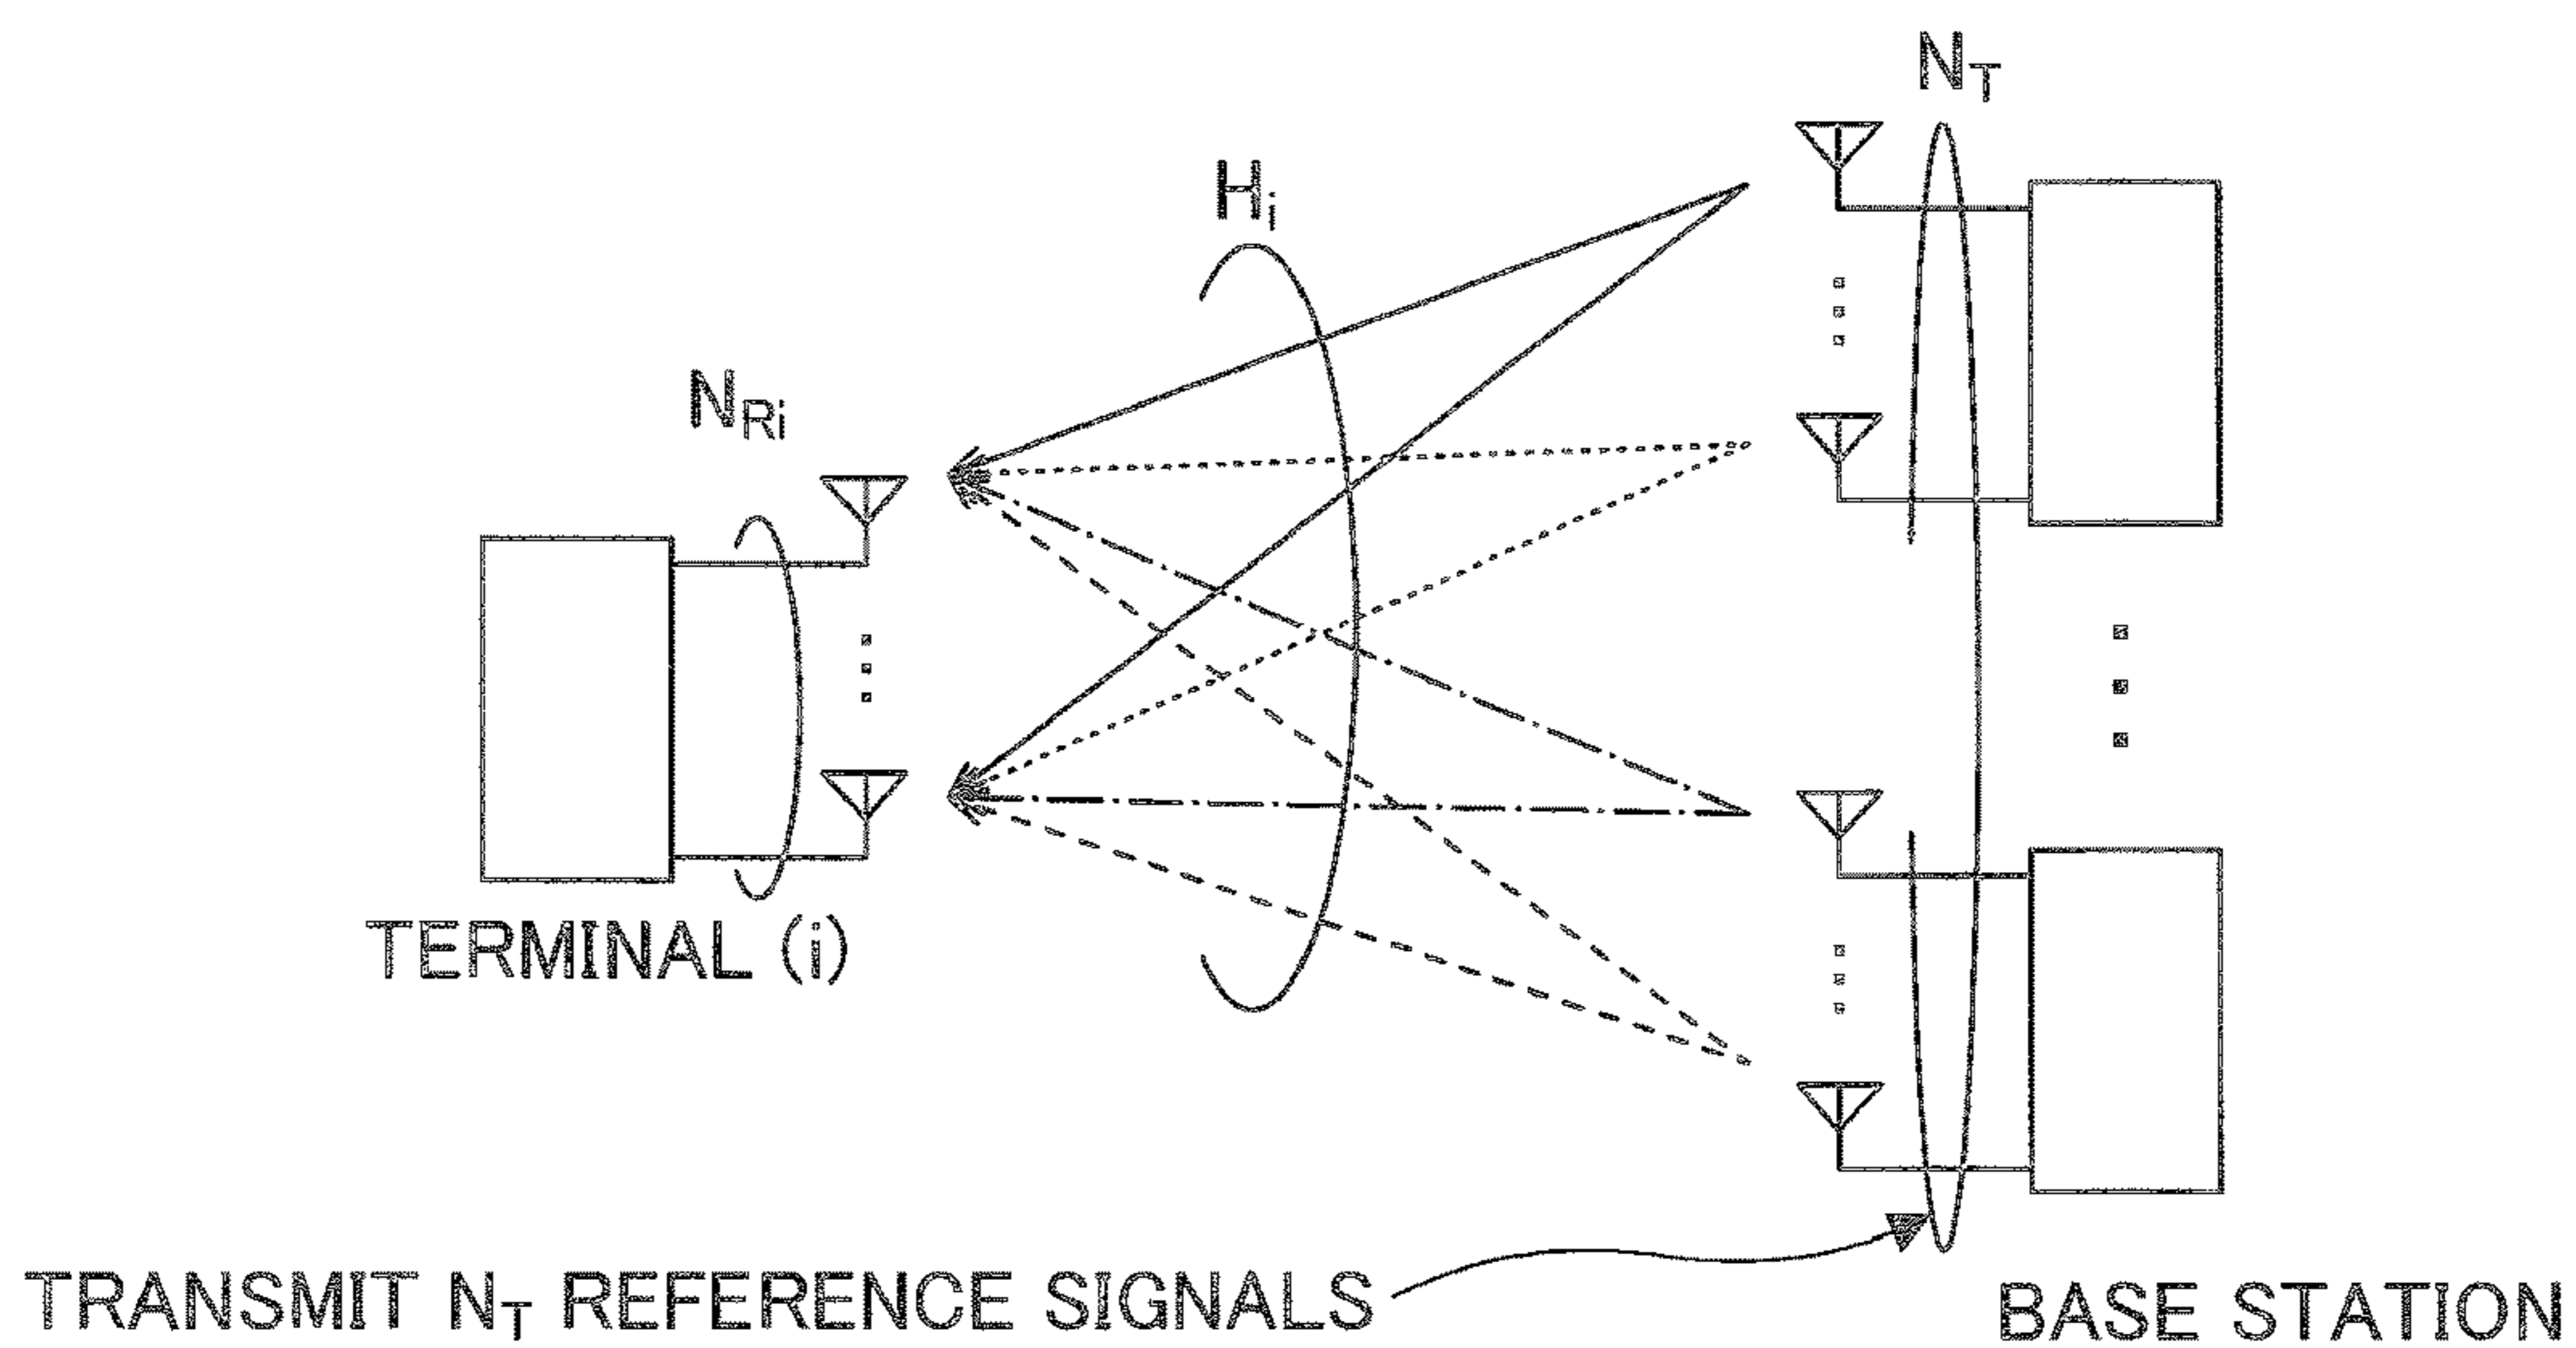 N_T
H_i
N_Ri
TERMINAL (i)
TRANSMIT N_T REFERENCE SIGNALS
BASE STATION